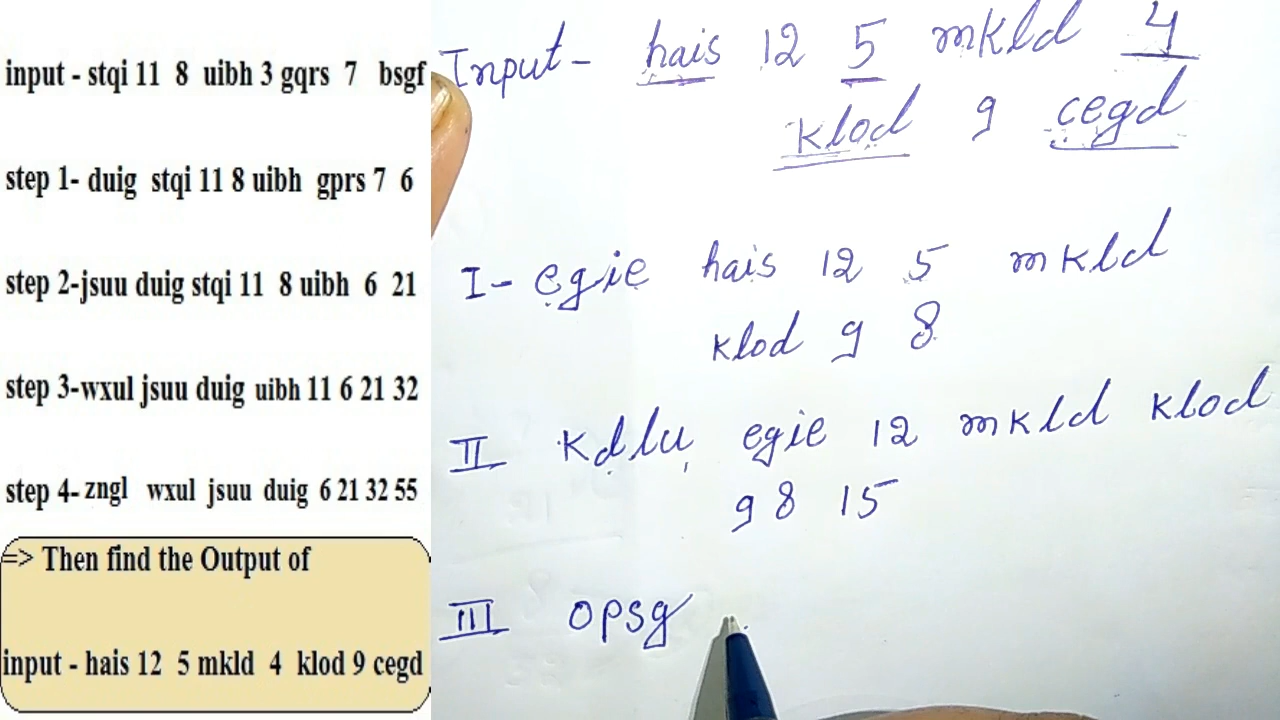 input - stqi 11 8 uibh 3 gqrs 7 bsgf
step 1- duig stqi 11 8 uibh gprs 7 6
step 2-jsuu duig stqi 11 8 uibh 6 21
step 3-wxul jsuu duig uibh 11 6 21 32
step 4- zngl wxul jsuu duig 6 21 32 55
=> Then find the Output of
input - hais 12 5 mkld 4 klod 9 cegd
Input- hais 12 5 mkld 4
klod 9 cegd
I- egie hais 12 5 mkld
klod 9 8
II kdlu egie 12 mkld klod
9 8 15
III opsg